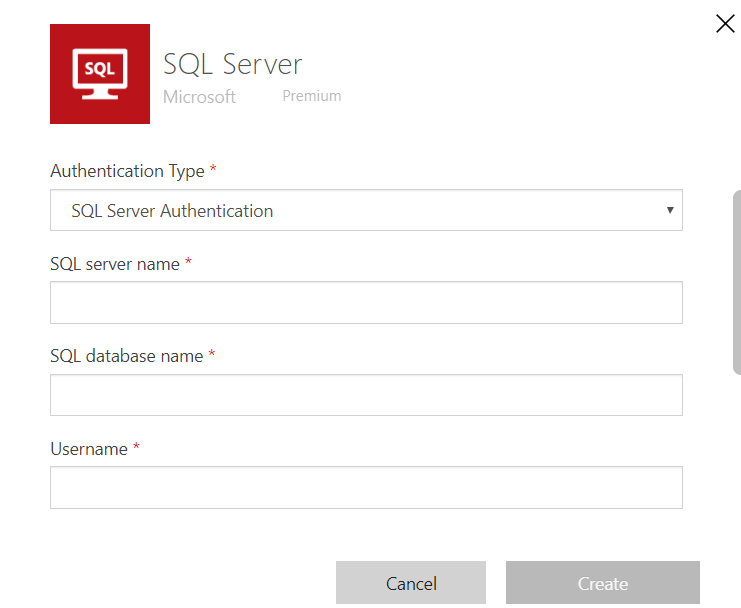 SQL
SQL Server
Microsoft Premium
Authentication Type *
SQL Server Authentication
SQL server name *
SQL database name *
Username *
Cancel Create